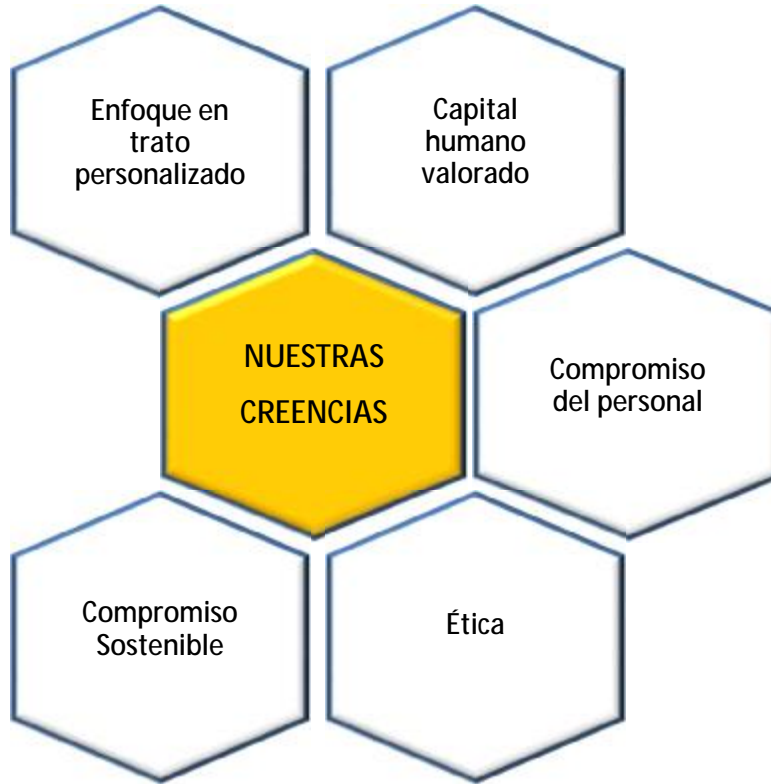 Enfoque en
trato
personalizado
Capital
humano
valorado
NUESTRAS
CREENCIAS
Compromiso
del personal
Compromiso
Sostenible
Ética